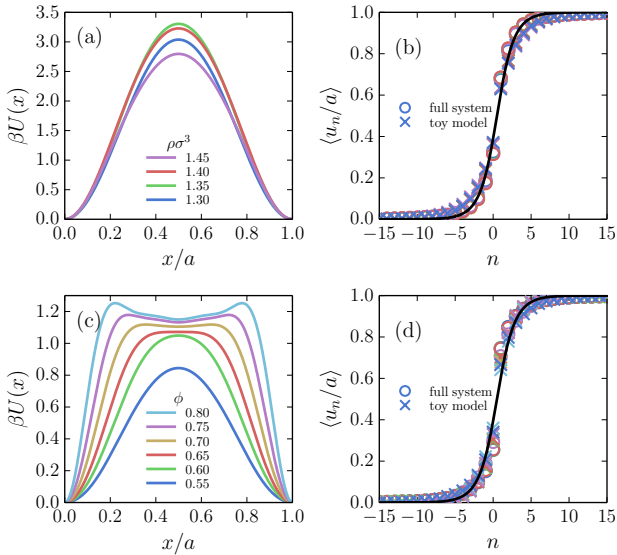 (a)
βU(x)
3.5
3.0
2.5
2.0
1.5
1.0
0.5
0.0
ρσ³
1.45
1.40
1.35
1.30
0.0 0.2 0.4 0.6 0.8 1.0
x/a
(b)
⟨uₙ/a⟩
1.0
0.8
0.6
0.4
0.2
0.0
full system
toy model
−15 −10 −5 0 5 10 15
n
(c)
βU(x)
1.2
1.0
0.8
0.6
0.4
0.2
0.0
ϕ
0.80
0.75
0.70
0.65
0.60
0.55
0.0 0.2 0.4 0.6 0.8 1.0
x/a
(d)
⟨uₙ/a⟩
1.0
0.8
0.6
0.4
0.2
0.0
full system
toy model
−15 −10 −5 0 5 10 15
n